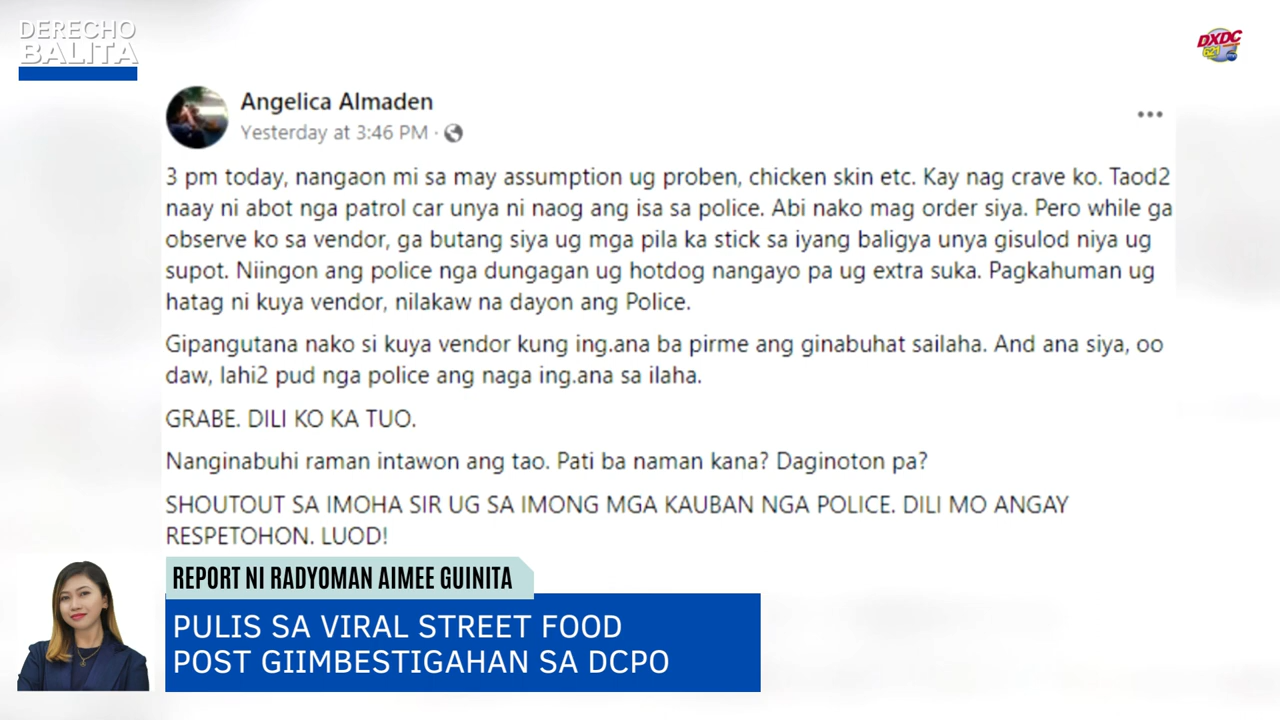 DERECHO
BALITA
DXDC
621
Angelica Almaden
Yesterday at 3:46 PM ·
3 pm today, nangaon mi sa may assumption ug proben, chicken skin etc. Kay nag crave ko. Taod2
naay ni abot nga patrol car unya ni naog ang isa sa police. Abi nako mag order siya. Pero while ga
observe ko sa vendor, ga butang siya ug mga pila ka stick sa iyang baligya unya gisulod niya ug
supot. Niingon ang police nga dungagan ug hotdog nangayo pa ug extra suka. Pagkahuman ug
hatag ni kuya vendor, nilakaw na dayon ang Police.
Gipangutana nako si kuya vendor kung ing.ana ba pirme ang ginabuhat sailaha. And ana siya, oo
daw, lahi2 pud nga police ang naga ing.ana sa ilaha.
GRABE. DILI KO KA TUO.
Nanginabuhi raman intawon ang tao. Pati ba naman kana? Daginoton pa?
SHOUTOUT SA IMOHA SIR UG SA IMONG MGA KAUBAN NGA POLICE. DILI MO ANGAY
RESPETOHON. LUOD!
REPORT NI RADYOMAN AIMEE GUINITA
PULIS SA VIRAL STREET FOOD
POST GIIMBESTIGAHAN SA DCPO